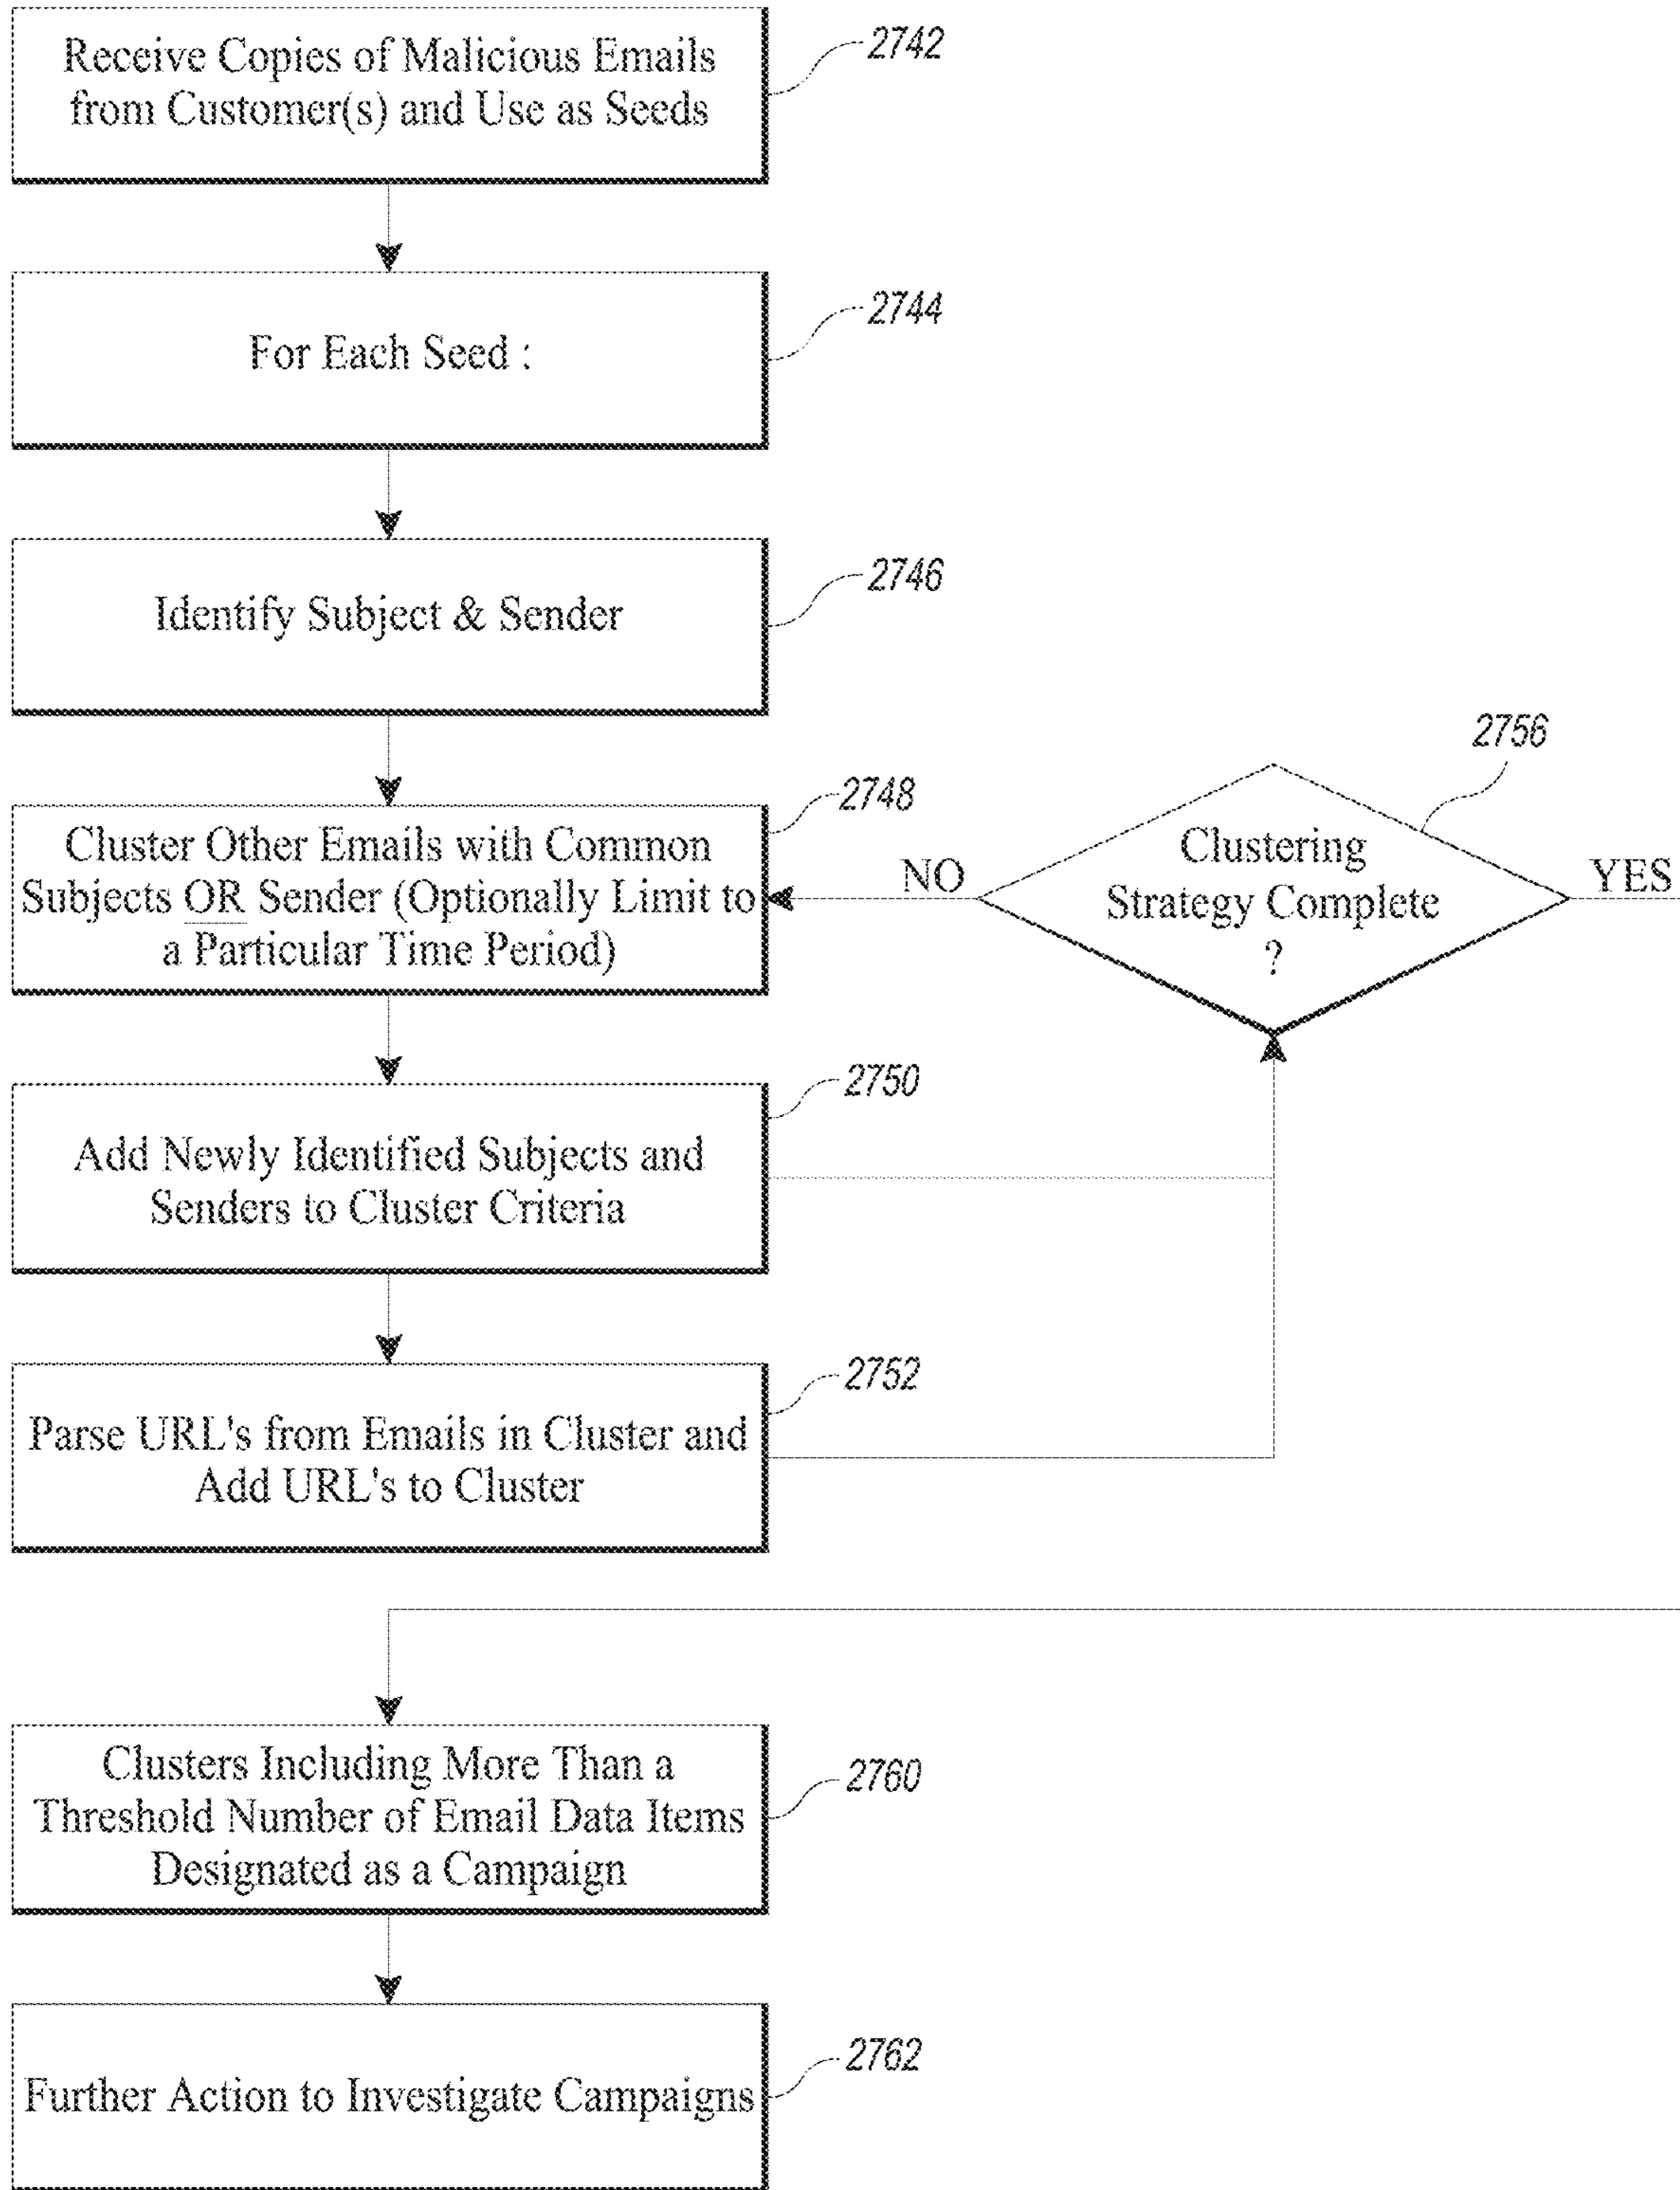 Receive Copies of Malicious Emails
from Customer(s) and Use as Seeds
2742
For Each Seed :
2744
Identify Subject & Sender
2746
Cluster Other Emails with Common
Subjects OR Sender (Optionally Limit to
a Particular Time Period)
2748
NO
Clustering
Strategy Complete
?
2756
YES
Add Newly Identified Subjects and
Senders to Cluster Criteria
2750
Parse URL's from Emails in Cluster and
Add URL's to Cluster
2752
Clusters Including More Than a
Threshold Number of Email Data Items
Designated as a Campaign
2760
Further Action to Investigate Campaigns
2762